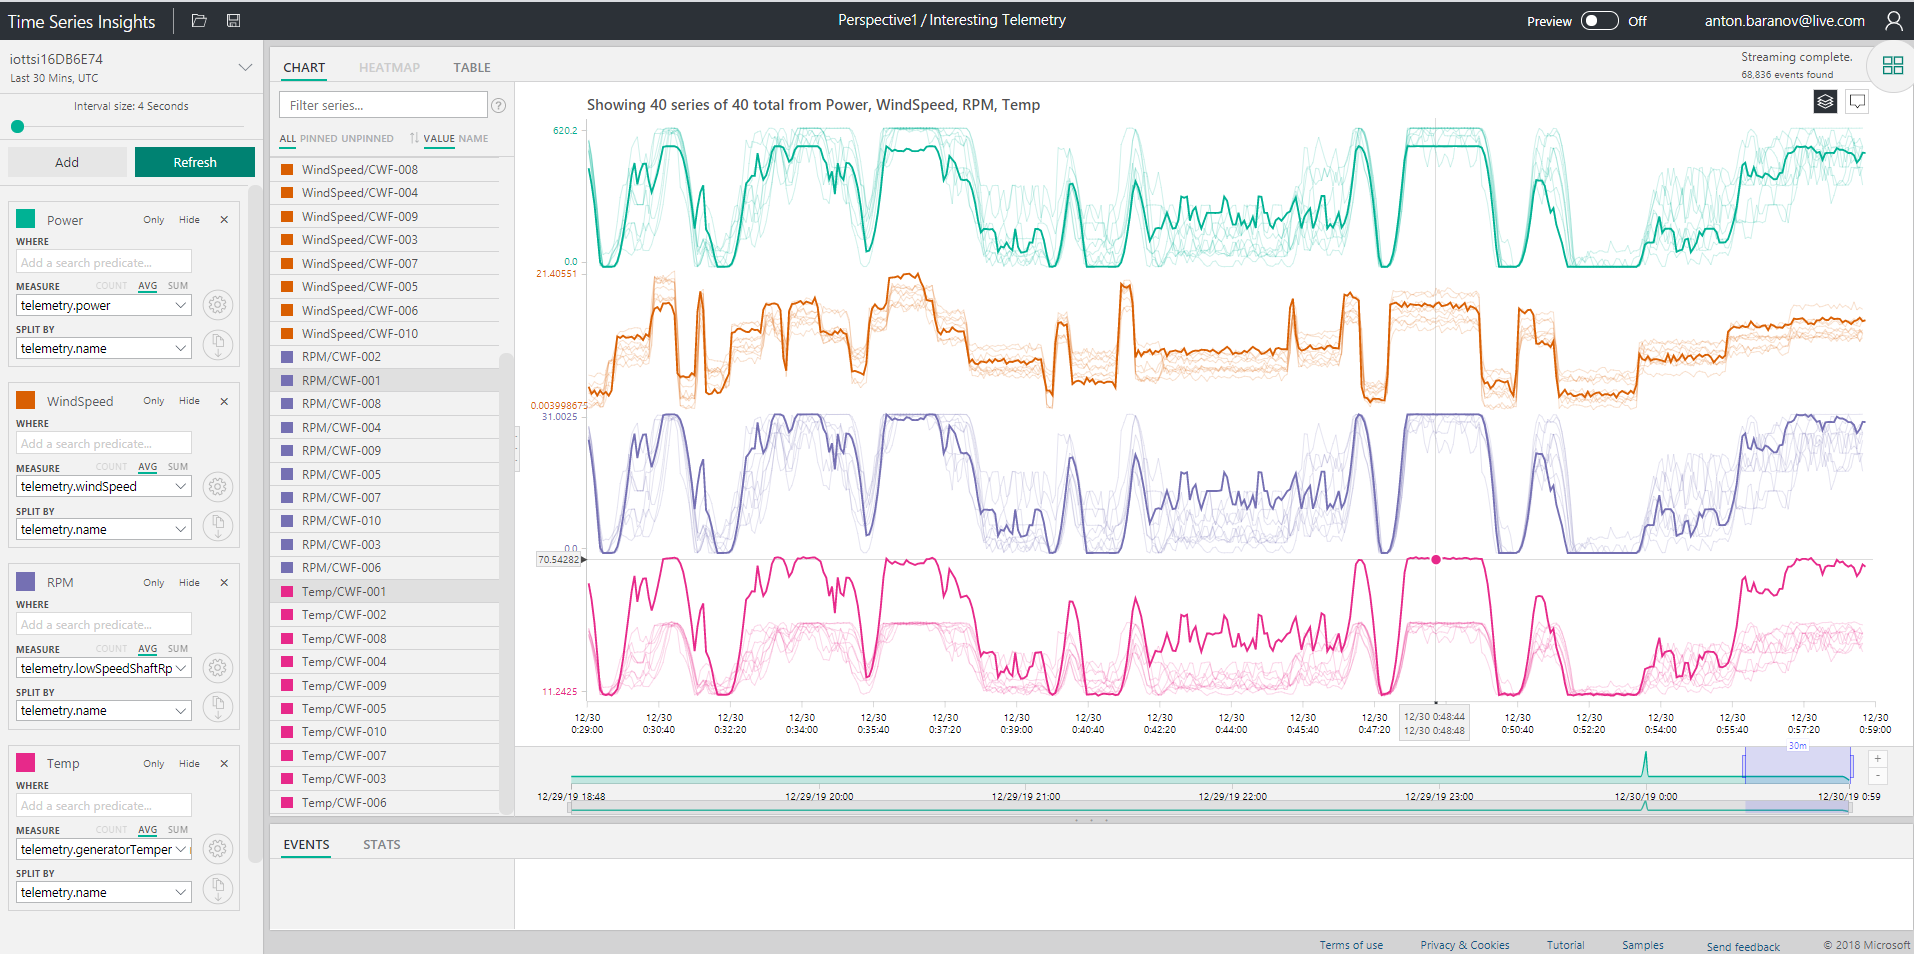 Time Series Insights
Perspective1 / Interesting Telemetry
Preview Off
anton.baranov@live.com
iottsi16DB6E74
Last 30 Mins, UTC
Interval size: 4 Seconds
Add Refresh
Power Only Hide ×
WHERE
Add a search predicate...
MEASURE COUNT AVG SUM
telemetry.power
SPLIT BY
telemetry.name
WindSpeed Only Hide ×
WHERE
Add a search predicate...
MEASURE COUNT AVG SUM
telemetry.windSpeed
SPLIT BY
telemetry.name
RPM Only Hide ×
WHERE
Add a search predicate...
MEASURE COUNT AVG SUM
telemetry.lowSpeedShaftRp
SPLIT BY
telemetry.name
Temp Only Hide ×
WHERE
Add a search predicate...
MEASURE COUNT AVG SUM
telemetry.generatorTemper
SPLIT BY
telemetry.name
CHART HEATMAP TABLE
Streaming complete.
68,836 events found
Filter series... ?
ALL PINNED UNPINNED VALUE NAME
WindSpeed/CWF-008
WindSpeed/CWF-004
WindSpeed/CWF-009
WindSpeed/CWF-003
WindSpeed/CWF-007
WindSpeed/CWF-005
WindSpeed/CWF-006
WindSpeed/CWF-010
RPM/CWF-002
RPM/CWF-001
RPM/CWF-008
RPM/CWF-004
RPM/CWF-009
RPM/CWF-005
RPM/CWF-007
RPM/CWF-010
RPM/CWF-003
RPM/CWF-006
Temp/CWF-001
Temp/CWF-002
Temp/CWF-008
Temp/CWF-004
Temp/CWF-009
Temp/CWF-005
Temp/CWF-010
Temp/CWF-007
Temp/CWF-003
Temp/CWF-006
Showing 40 series of 40 total from Power, WindSpeed, RPM, Temp
620.2
0.0
21.40551
0.003998675
31.0025
0.0
70.54282
11.2425
12/30 12/30 12/30 12/30 12/30 12/30 12/30 12/30 12/30 12/30 12/30 12/30 12/30 0:48:44 12/30 12/30 12/30 12/30 12/30 12/30
0:29:00 0:30:40 0:32:20 0:34:00 0:35:40 0:37:20 0:39:00 0:40:40 0:42:20 0:44:00 0:45:40 0:47:20 12/30 0:48:48 0:50:40 0:52:20 0:54:00 0:55:40 0:57:20 0:59:00
30m
+
-
12/29/19 18:48 12/29/19 20:00 12/29/19 21:00 12/29/19 22:00 12/29/19 23:00 12/30/19 0:00 12/30/19 0:59
EVENTS STATS
Terms of use Privacy & Cookies Tutorial Samples Send feedback © 2018 Microsoft